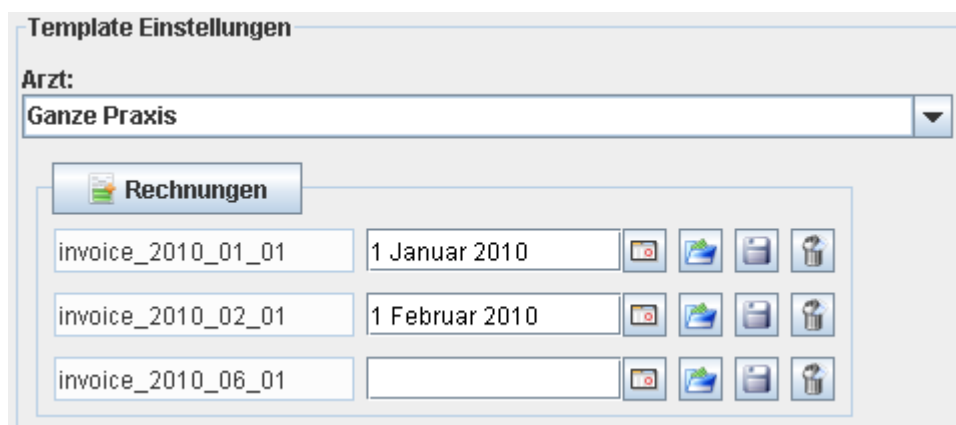 Template Einstellungen
Arzt:
Ganze Praxis
Rechnungen
invoice_2010_01_01 1 Januar 2010
invoice_2010_02_01 1 Februar 2010
invoice_2010_06_01